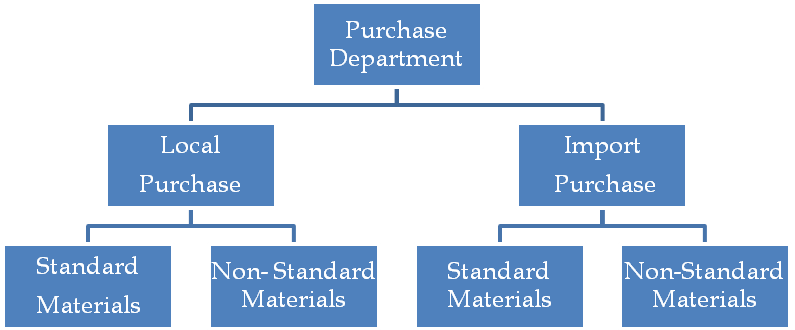 Purchase
Department
Local
Purchase
Import
Purchase
Standard
Materials
Non- Standard
Materials
Standard
Materials
Non-Standard
Materials